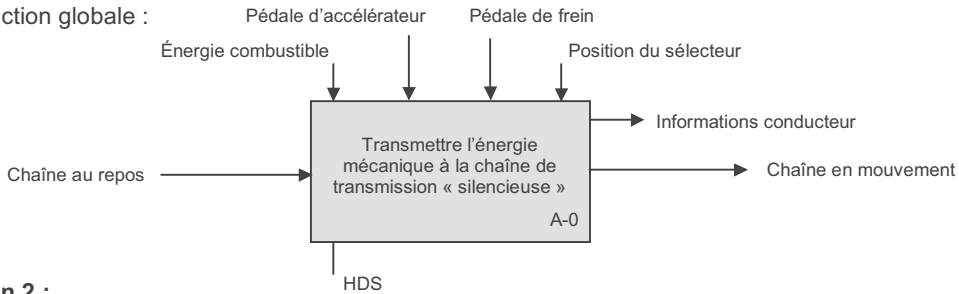 ction globale :
Pédale d'accélérateur
Pédale de frein
Énergie combustible
Position du sélecteur
Informations conducteur
Transmettre l'énergie
mécanique à la chaîne de
transmission « silencieuse »
A-0
Chaîne au repos
Chaîne en mouvement
HDS
n 2 :